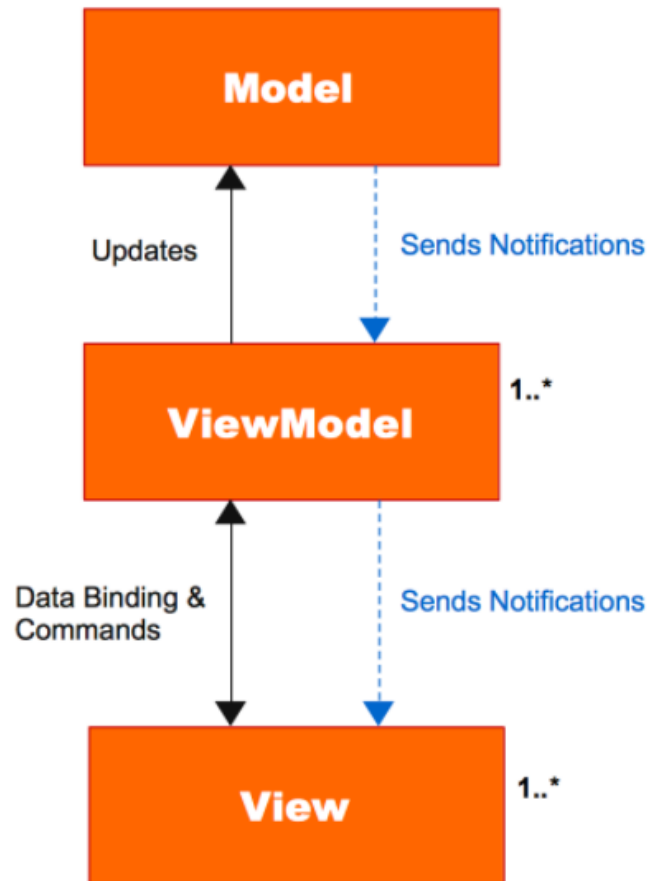 Model
Updates
Sends Notifications
1..*
ViewModel
Data Binding &
Commands
Sends Notifications
1..*
View